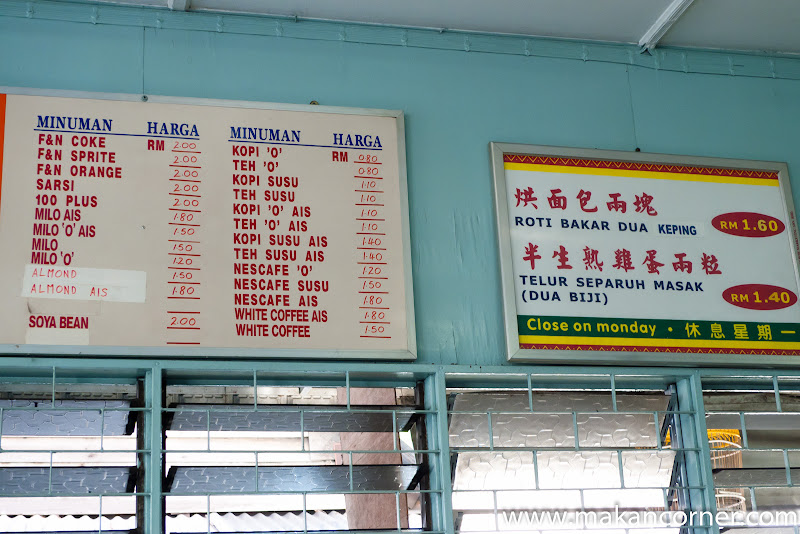 MINUMAN HARGA
F&N COKE RM 2.00
F&N SPRITE 2.00
F&N ORANGE 2.00
SARSI 2.00
100 PLUS 2.00
MILO AIS 1.80
MILO 'O' AIS 1.50
MILO 1.50
MILO 'O' 1.20
ALMOND 1.50
ALMOND AIS 1.80
SOYA BEAN 2.00
MINUMAN HARGA
KOPI 'O' RM 0.80
TEH 'O' 0.80
KOPI SUSU 1.10
TEH SUSU 1.10
KOPI 'O' AIS 1.10
TEH 'O' AIS 1.10
KOPI SUSU AIS 1.40
TEH SUSU AIS 1.40
NESCAFE 'O' 1.20
NESCAFE SUSU 1.50
NESCAFE AIS 1.80
WHITE COFFEE AIS 1.80
WHITE COFFEE 1.50
烘面包兩塊
ROTI BAKAR DUA KEPING RM 1.60
半生熟雞蛋兩粒
TELUR SEPARUH MASAK
(DUA BIJI) RM 1.40
Close on monday • 休息星期一
www.makancorner.com